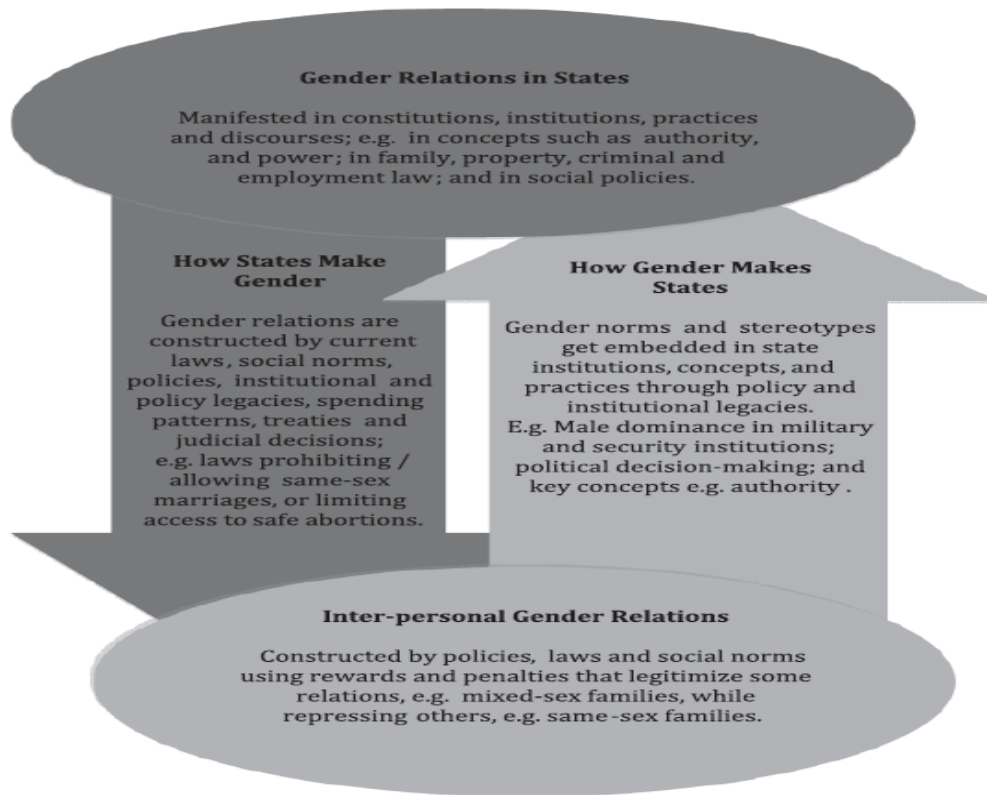 Gender Relations in States
Manifested in constitutions, institutions, practices
and discourses; e.g. in concepts such as authority,
and power; in family, property, criminal and
employment law; and in social policies.
How States Make
Gender
Gender relations are
constructed by current
laws, social norms,
policies, institutional and
policy legacies, spending
patterns, treaties and
judicial decisions;
e.g. laws prohibiting /
allowing same-sex
marriages, or limiting
access to safe abortions.
How Gender Makes
States
Gender norms and stereotypes
get embedded in state
institutions, concepts, and
practices through policy and
institutional legacies.
E.g. Male dominance in military
and security institutions;
political decision-making; and
key concepts e.g. authority .
Inter-personal Gender Relations
Constructed by policies, laws and social norms
using rewards and penalties that legitimize some
relations, e.g. mixed-sex families, while
repressing others, e.g. same-sex families.